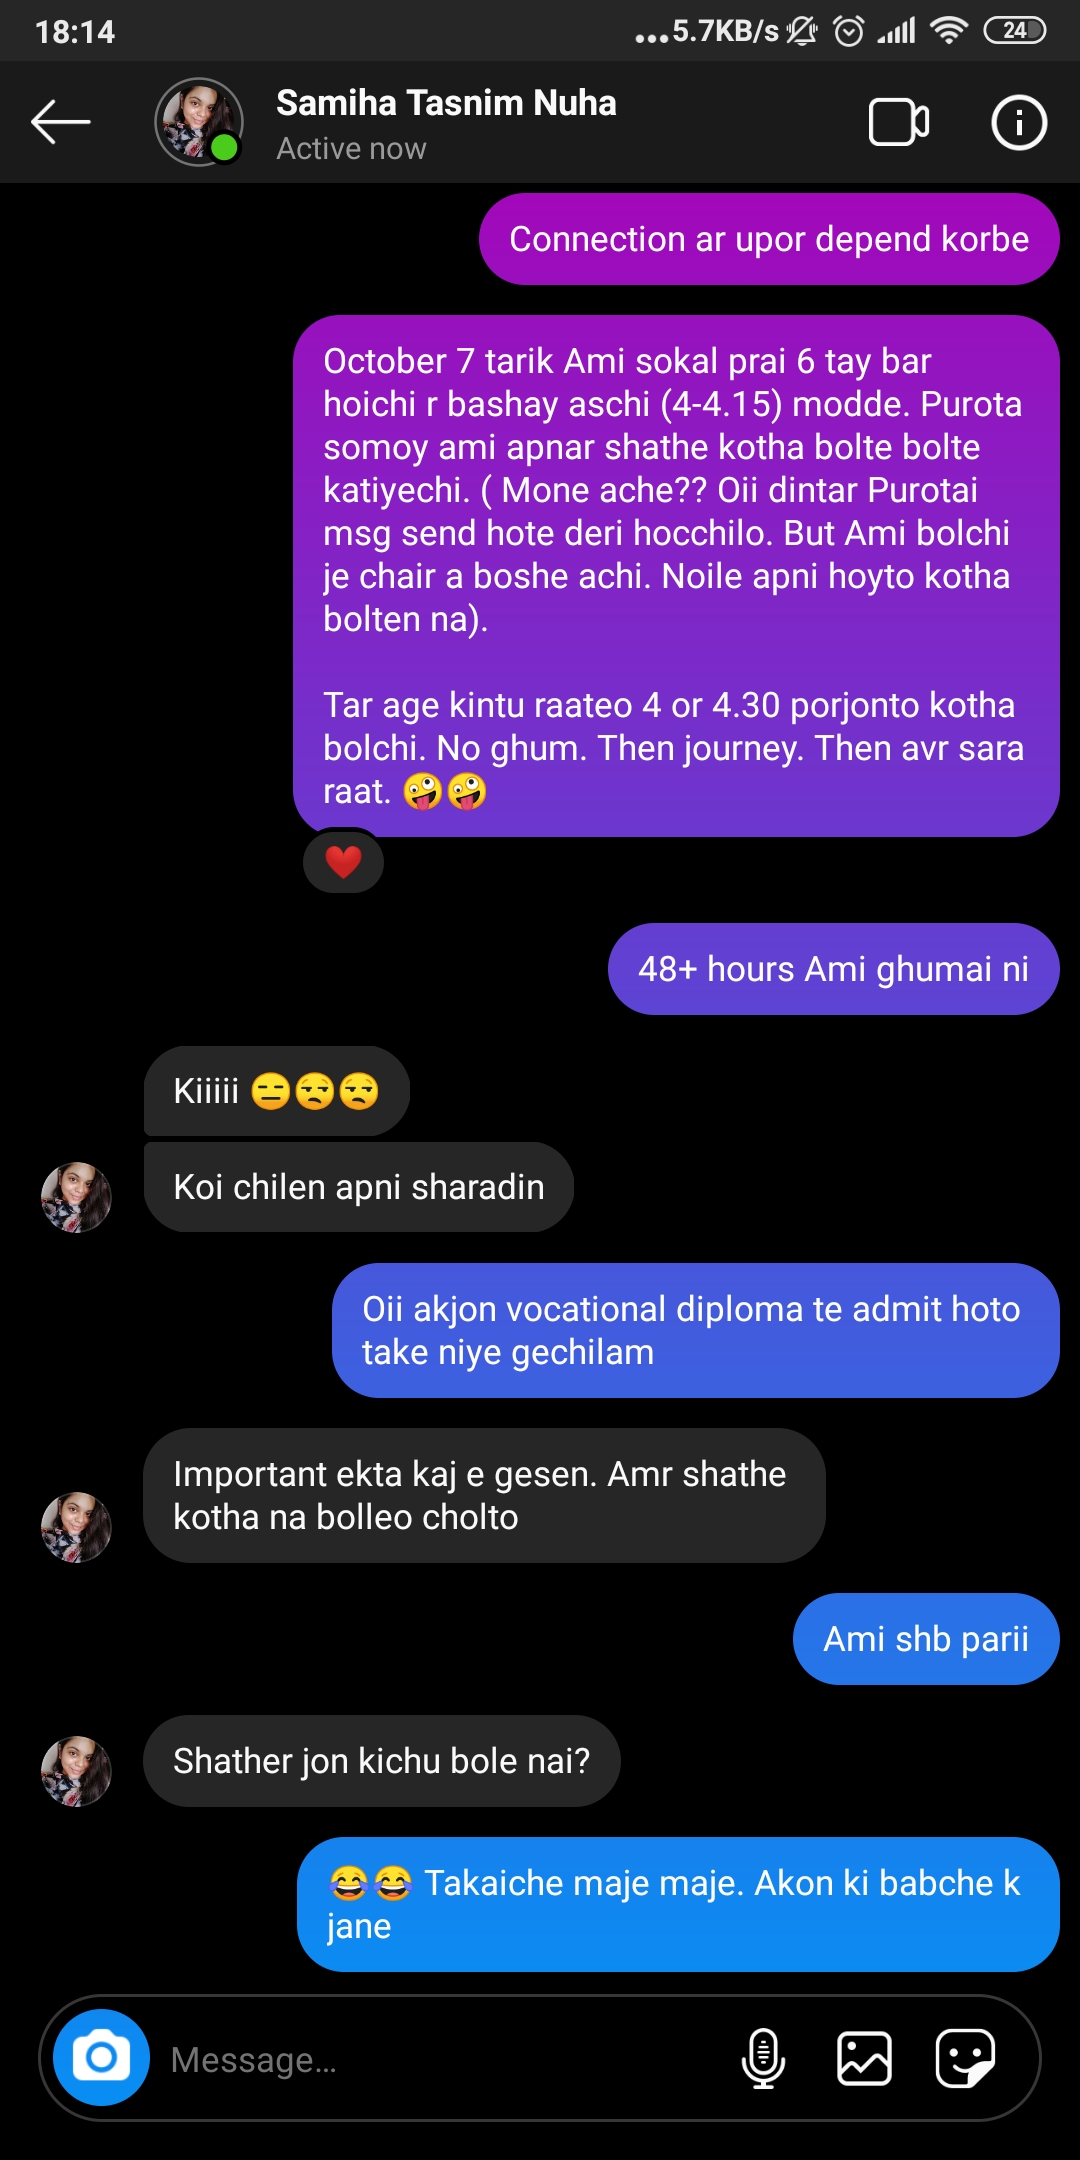 18:14
...5.7KB/s
24
Samiha Tasnim Nuha
Active now
Connection ar upor depend korbe
October 7 tarik Ami sokal prai 6 tay bar
hoichi r bashay aschi (4-4.15) modde. Purota
somoy ami apnar shathe kotha bolte bolte
katiyechi. ( Mone ache?? Oii dintar Purotai
msg send hote deri hocchilo. But Ami bolchi
je chair a boshe achi. Noile apni hoyto kotha
bolten na).
Tar age kintu raateo 4 or 4.30 porjonto kotha
bolchi. No ghum. Then journey. Then avr sara
raat. 🤪🤪
❤️
48+ hours Ami ghumai ni
Kiiiii 😑😒😒
Koi chilen apni sharadin
Oii akjon vocational diploma te admit hoto
take niye gechilam
Important ekta kaj e gesen. Amr shathe
kotha na bolleo cholto
Ami shb parii
Shather jon kichu bole nai?
😂😂 Takaiche maje maje. Akon ki babche k
jane
Message...